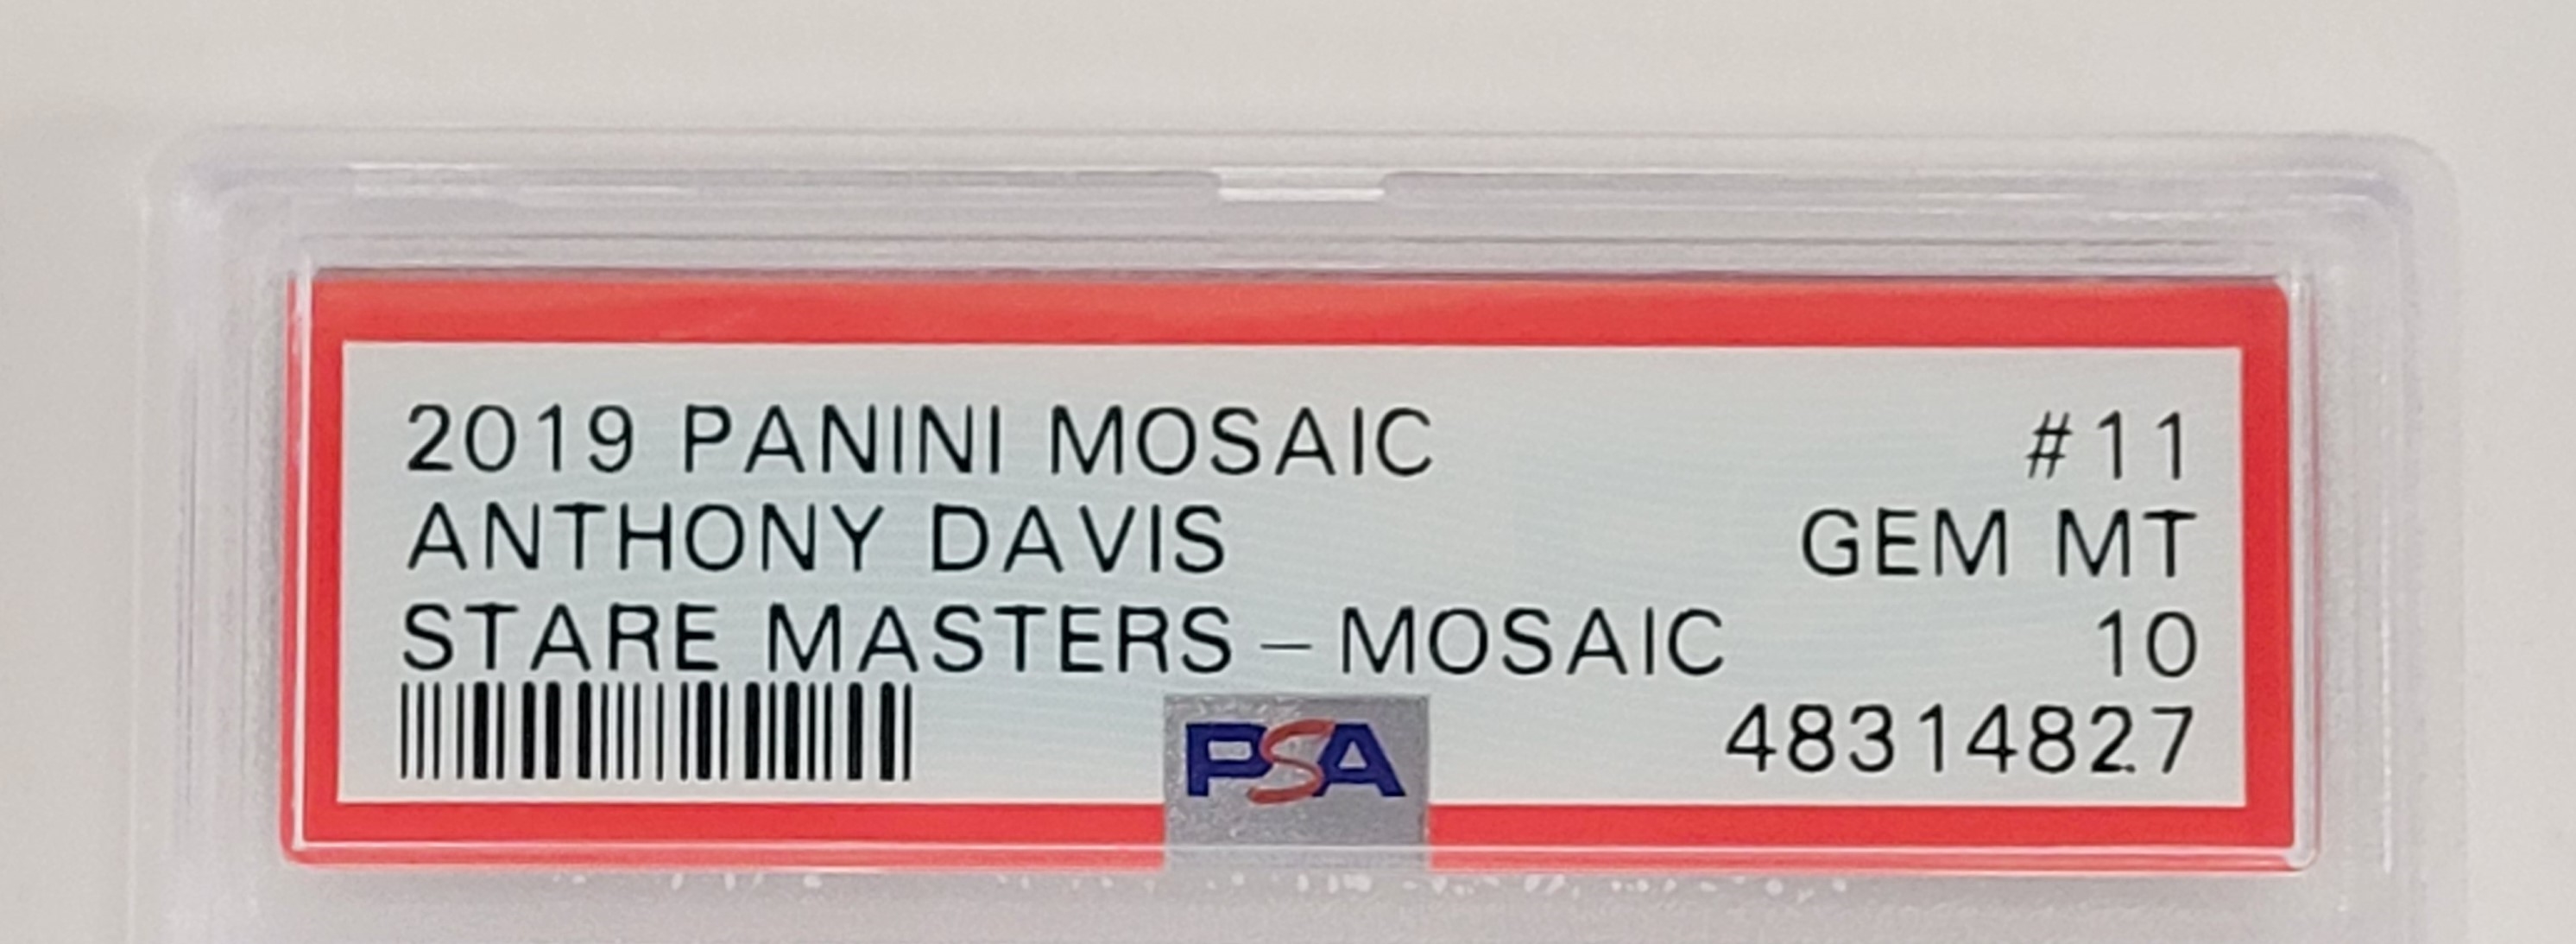 2019 PANINI MOSAIC #11
ANTHONY DAVIS GEM MT
STARE MASTERS – MOSAIC 10
48314827
PSA